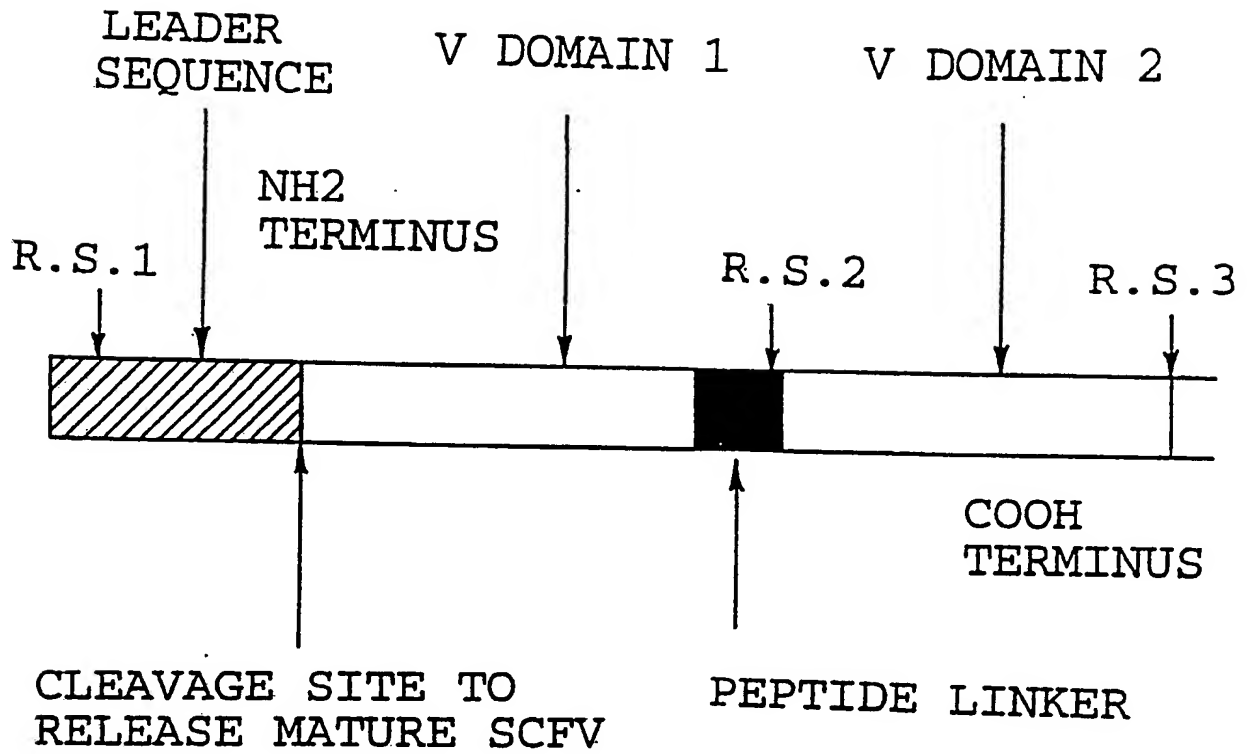 LEADER
SEQUENCE
V DOMAIN 1
V DOMAIN 2
NH2
TERMINUS
R.S.1
R.S.2
R.S.3
COOH
TERMINUS
CLEAVAGE SITE TO
RELEASE MATURE SCFV
PEPTIDE LINKER